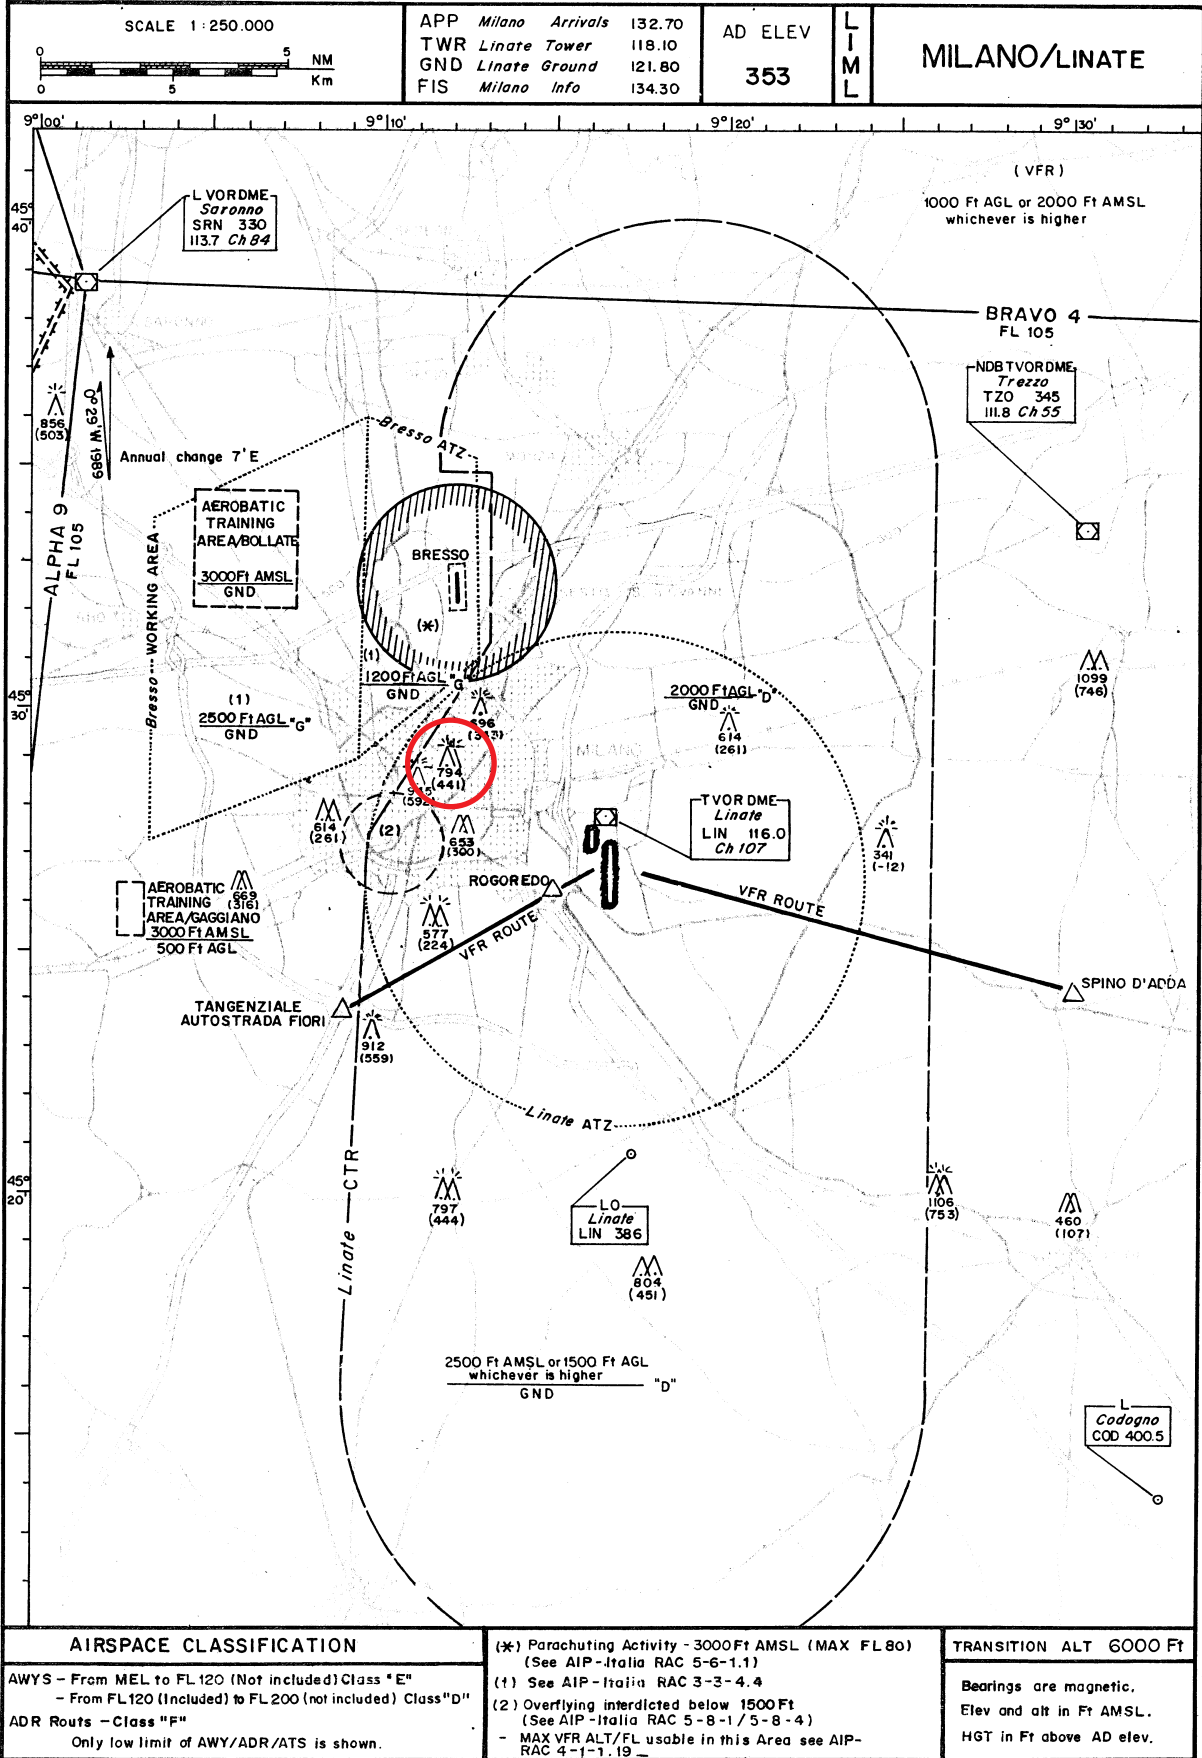 SCALE 1:250.000
0 5 NM
0 5 Km
APP Milano Arrivals 132.70
TWR Linate Tower 118.10
GND Linate Ground 121.80
FIS Milano Info 134.30
AD ELEV
353
LIML
MILANO/LINATE
9°00' 9°10' 9°20' 9°30'
(VFR)
1000 Ft AGL or 2000 Ft AMSL
whichever is higher
45°
40'
L VORDME
Saronno
SRN 330
113.7 Ch 84
BRAVO 4
FL 105
NDB TVORDME
Trezzo
TZO 345
111.8 Ch 55
856
(503)
0° 29' W 1989
Annual change 7'E
ALPHA 9
FL 105
Bresso ATZ
AEROBATIC
TRAINING
AREA/BOLLATE
3000Ft AMSL
GND
Bresso WORKING AREA
BRESSO
(*)
(1)
1200 Ft AGL "G"
GND
(1)
2500 Ft AGL "G"
GND
45°
30'
2000 Ft AGL "D"
GND
614
(261)
1099
(746)
MILANO
794
(441)
614
(261)
(2)
653
(300)
TVOR DME
Linate
LIN 116.0
Ch 107
341
(-12)
AEROBATIC
TRAINING
AREA/GAGGIANO
3000 Ft AMSL
500 Ft AGL
669
(316)
ROGOREDO
577
(224)
VFR ROUTE
VFR ROUTE
SPINO D'ADDA
TANGENZIALE
AUTOSTRADA FIORI
912
(559)
Linate ATZ
Linate CTR
45°
20'
797
(444)
LO
Linate
LIN 386
1106
(753)
460
(107)
804
(451)
2500 Ft AMSL or 1500 Ft AGL
whichever is higher "D"
GND
L
Codogno
COD 400.5
AIRSPACE CLASSIFICATION
AWYS - From MEL to FL 120 (Not included) Class "E"
- From FL 120 (Included) to FL 200 (not included) Class "D"
ADR Routs - Class "F"
Only low limit of AWY/ADR/ATS is shown.
(*) Parachuting Activity - 3000 Ft AMSL (MAX FL 80)
(See AIP-Italia RAC 5-6-1.1)
(1) See AIP-Italia RAC 3-3-4.4
(2) Overflying interdicted below 1500 Ft
(See AIP-Italia RAC 5-8-1 / 5-8-4)
- MAX VFR ALT/FL usable in this Area see AIP-
RAC 4-1-1.19
TRANSITION ALT 6000 Ft
Bearings are magnetic.
Elev and alt in Ft AMSL.
HGT in Ft above AD elev.